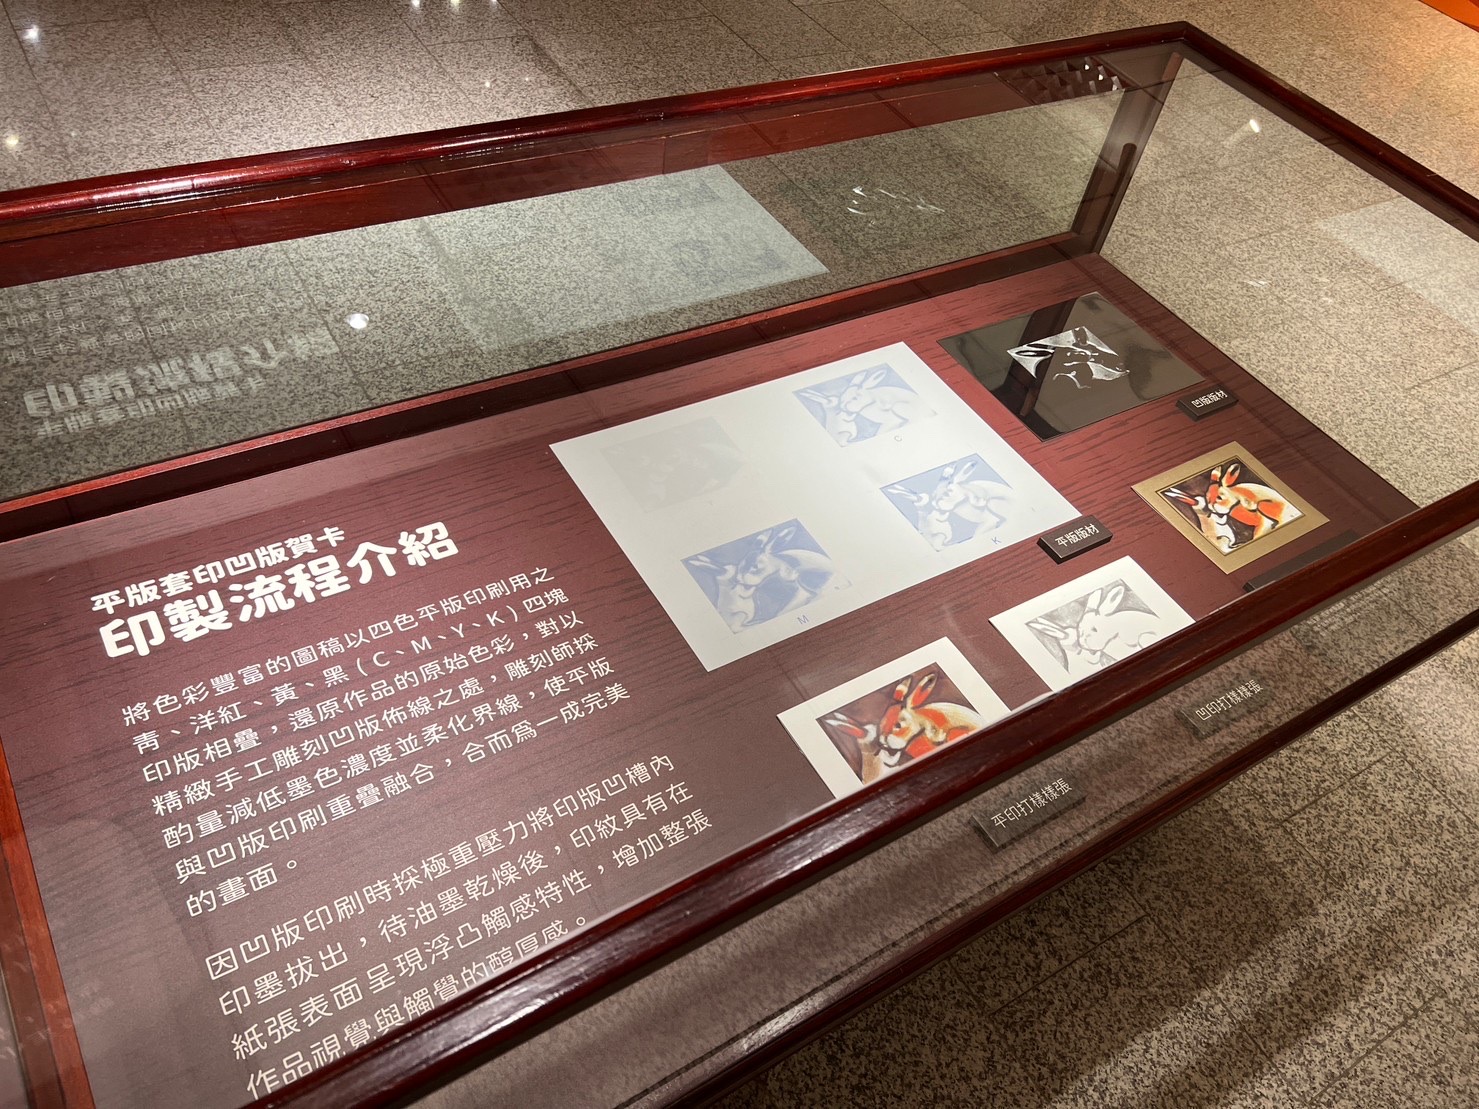 平版套印凹版賀卡
印製流程介紹
將色彩豐富的圖稿以四色平版印刷用之
青、洋紅、黃、黑（C、M、Y、K）四塊
印版相疊，還原作品的原始色彩，對以
精緻手工雕刻凹版佈線之處，雕刻師採
酌量減低墨色濃度並柔化界線，使平版
與凹版印刷重疊融合，合而為一成完美
的畫面。
因凹版印刷時採極重壓力將印版凹槽內
印墨拔出，待油墨乾燥後，印紋具有在
紙張表面呈現浮凸觸感特性，增加整張
作品視覺與觸覺的醇厚感。
C
M
K
平版版材
凹版版材
平印打樣樣張
凹印打樣樣張